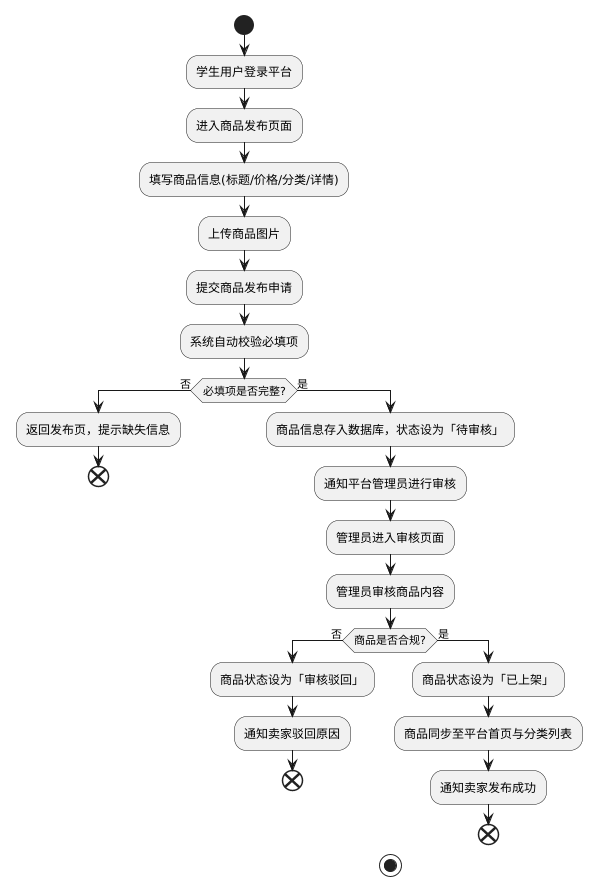 学生用户登录平台
进入商品发布页面
填写商品信息(标题/价格/分类/详情)
上传商品图片
提交商品发布申请
系统自动校验必填项
否
必填项是否完整?
是
返回发布页，提示缺失信息
商品信息存入数据库，状态设为「待审核」
通知平台管理员进行审核
管理员进入审核页面
管理员审核商品内容
否
商品是否合规?
是
商品状态设为「审核驳回」
商品状态设为「已上架」
通知卖家驳回原因
商品同步至平台首页与分类列表
通知卖家发布成功